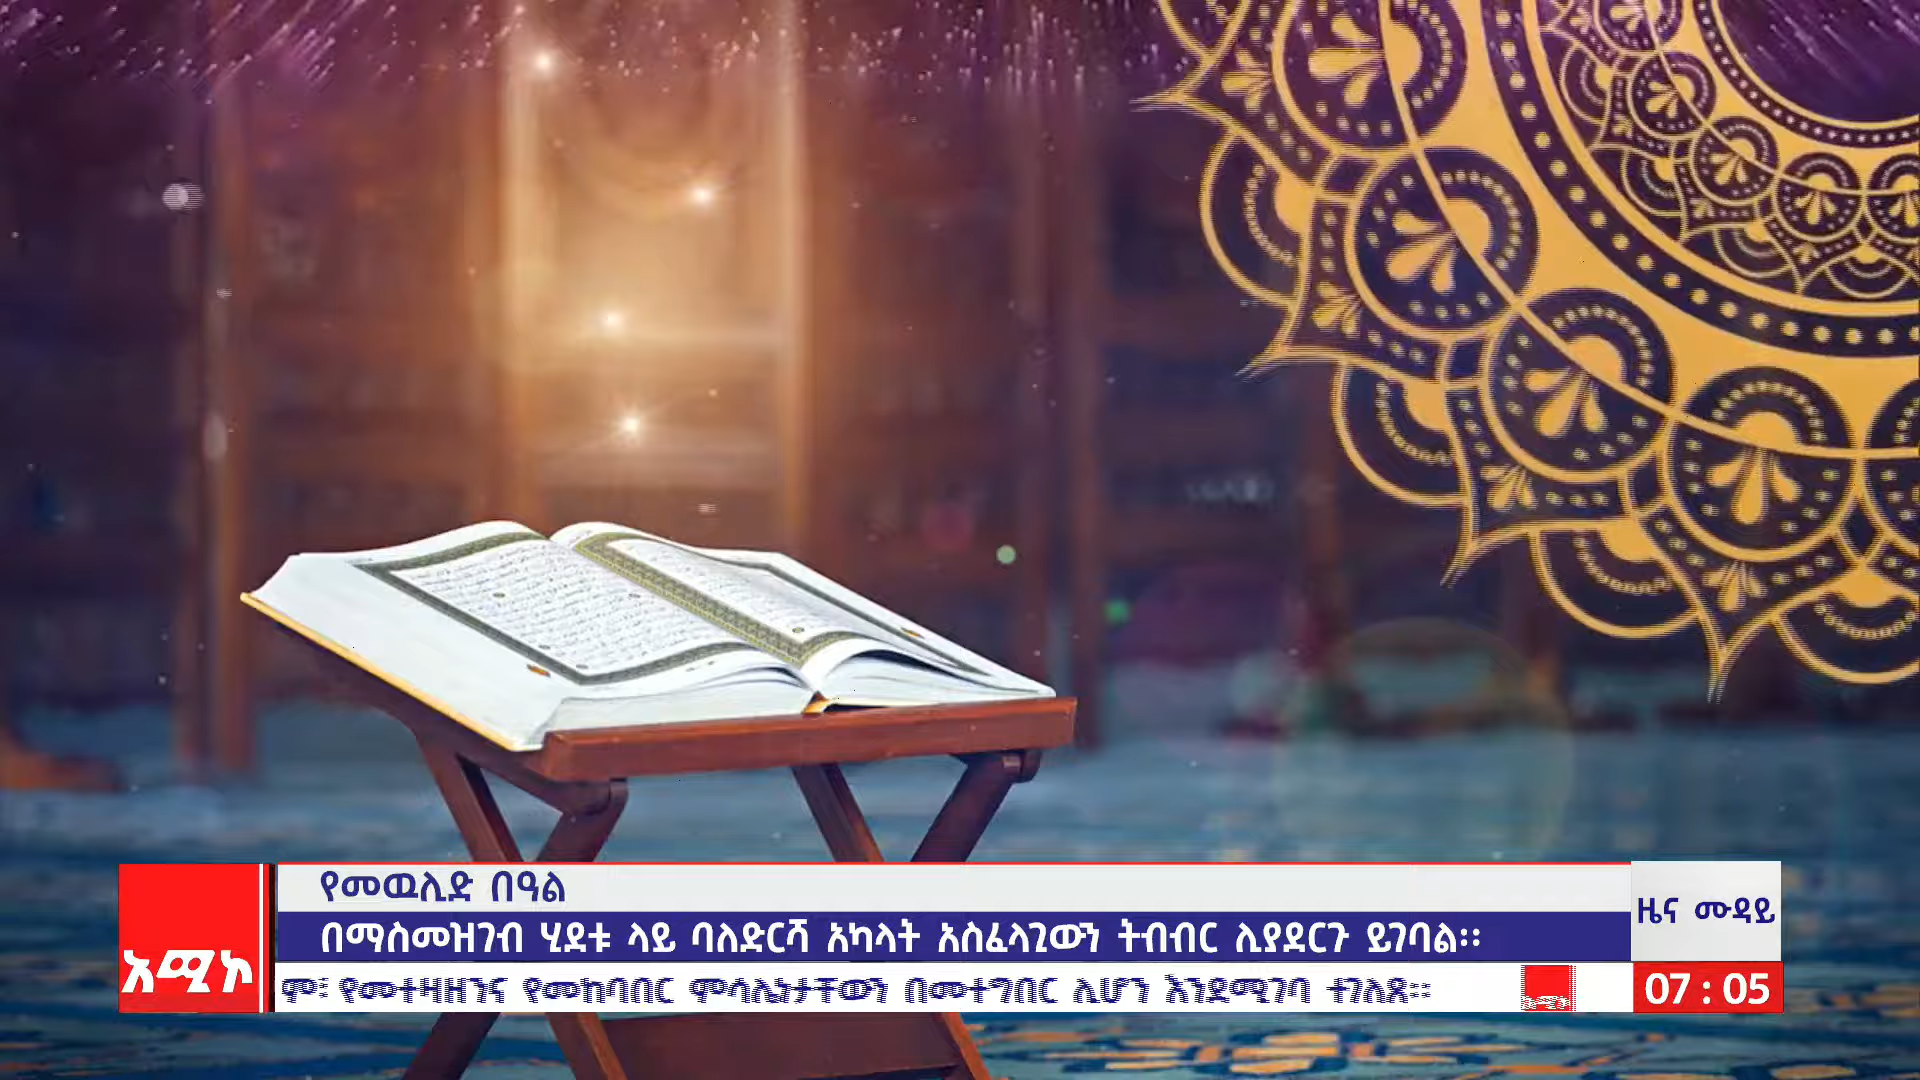 የመዉሊድ በዓል
በማስመዝገብ ሂደቱ ላይ ባለድርሻ አካላት አስፈላጊውን ትብብር ሊያደርጉ ይገባል።
ዜና ሙዳይ
አሚኮ
ም፤ የመተዛዘንና የመከባበር ምሳሌነታቸውን በመተግበር ሊሆን እንደሚገባ ተገለጸ።
አሚኮ
07 : 05